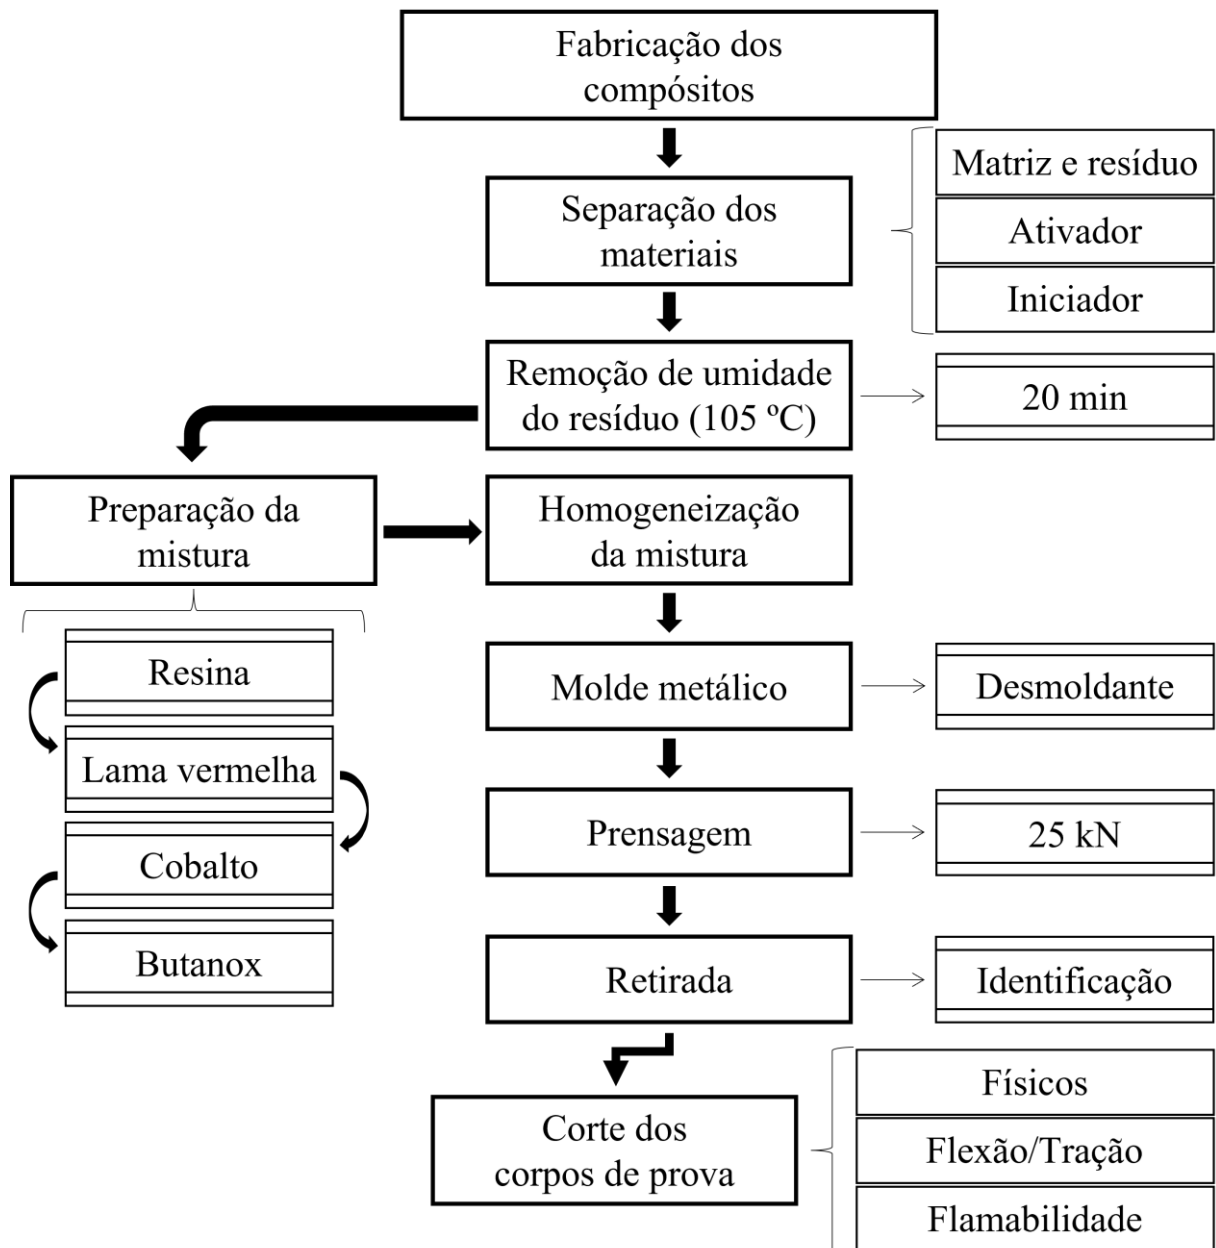 Fabricação dos
compósitos
Separação dos
materiais
Matriz e resíduo
Ativador
Iniciador
Remoção de umidade
do resíduo (105 ºC)
20 min
Preparação da
mistura
Resina
Lama vermelha
Cobalto
Butanox
Homogeneização
da mistura
Molde metálico
Desmoldante
Prensagem
25 kN
Retirada
Identificação
Corte dos
corpos de prova
Físicos
Flexão/Tração
Flamabilidade